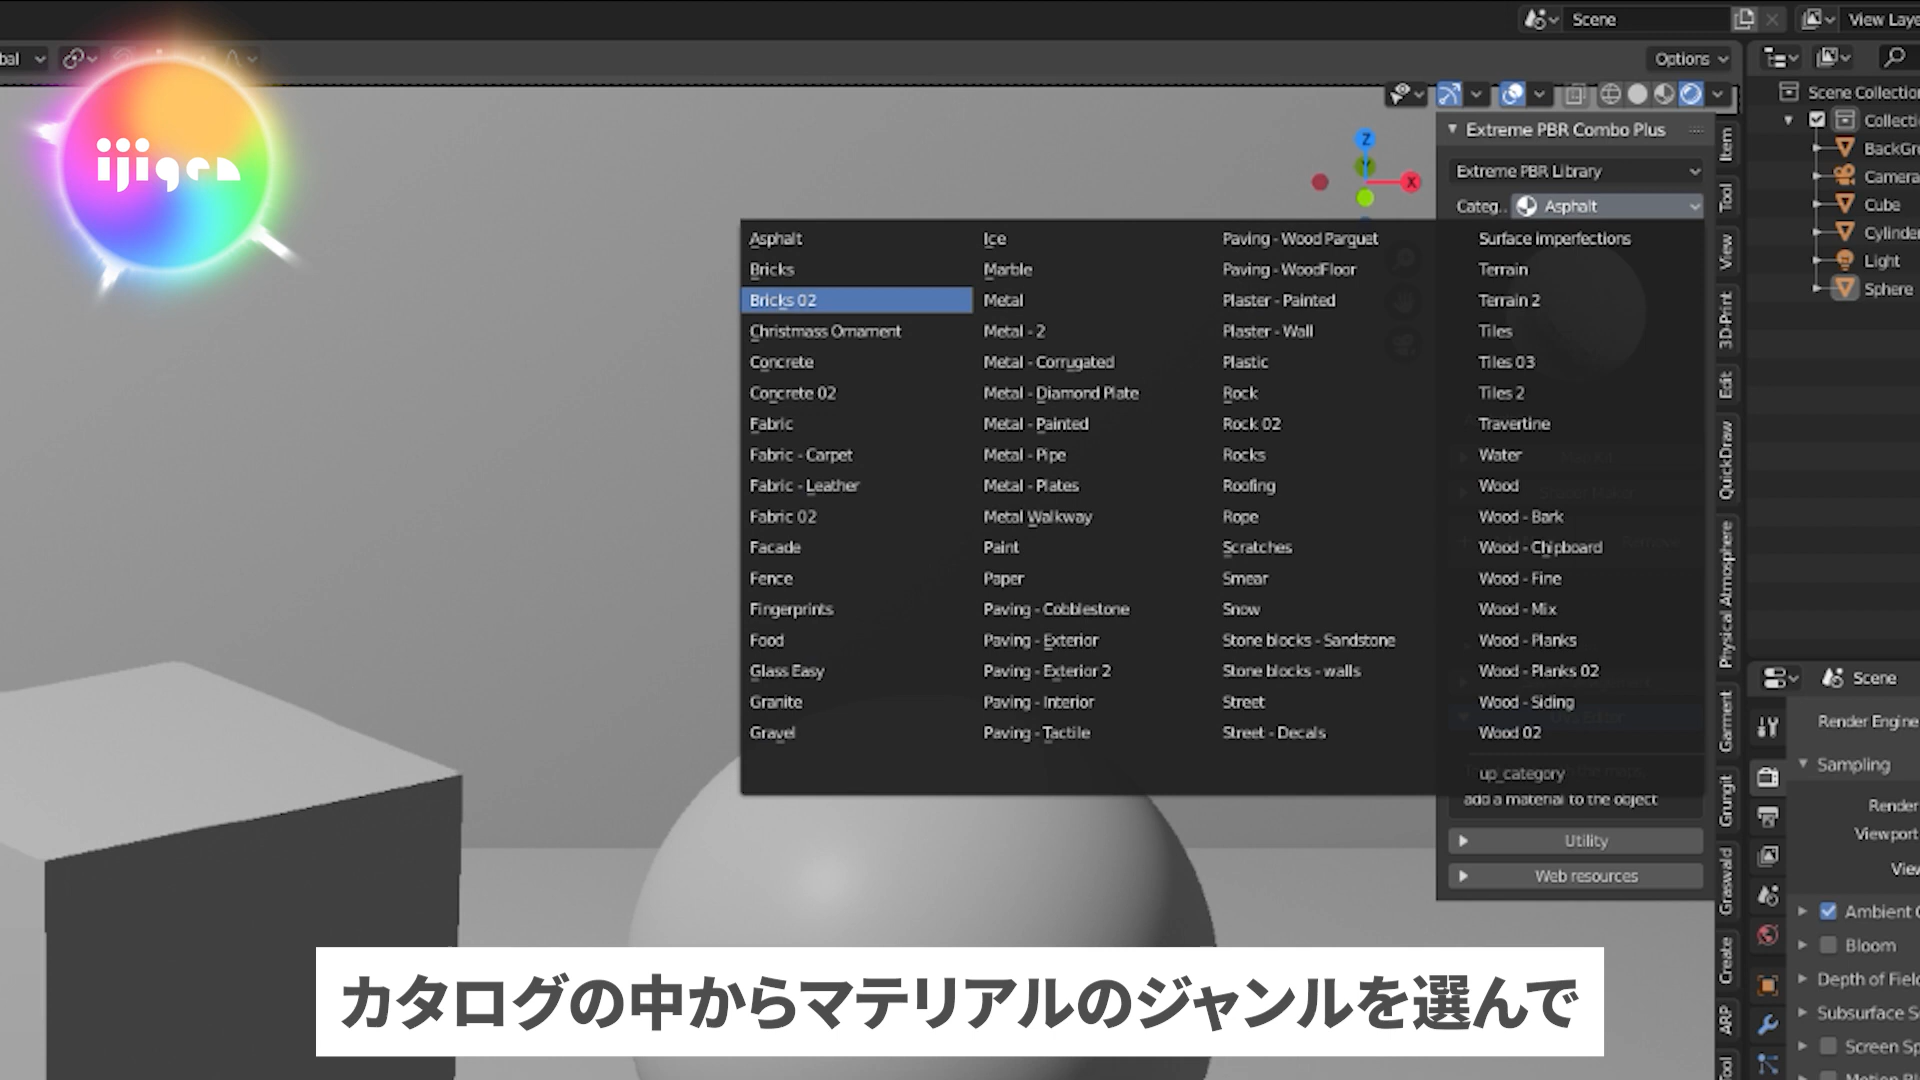 Scene
View Laye
bal
Options
Scene Collection
Collecti
BackGro
Camera
Cube
Cylinder
Light
Sphere
ijigen
Z
Y
X
Extreme PBR Combo Plus
Extreme PBR Library
Categ..
Asphalt
Asphalt
Bricks
Bricks 02
Christmass Ornament
Concrete
Concrete 02
Fabric
Fabric - Carpet
Fabric - Leather
Fabric 02
Facade
Fence
Fingerprints
Food
Glass Easy
Granite
Gravel
Ice
Marble
Metal
Metal - 2
Metal - Corrugated
Metal - Diamond Plate
Metal - Painted
Metal - Pipe
Metal - Plates
Metal Walkway
Paint
Paper
Paving - Cobblestone
Paving - Exterior
Paving - Exterior 2
Paving - Interior
Paving - Tactile
Paving - Wood Parquet
Paving - WoodFloor
Plaster - Painted
Plaster - Wall
Plastic
Rock
Rock 02
Rocks
Roofing
Rope
Scratches
Smear
Snow
Stone blocks - Sandstone
Stone blocks - walls
Street
Street - Decals
Surface imperfections
Terrain
Terrain 2
Tiles
Tiles 03
Tiles 2
Travertine
Water
Wood
Wood - Bark
Wood - Chipboard
Wood - Fine
Wood - Mix
Wood - Planks
Wood - Planks 02
Wood - Siding
Wood 02
up_category
add a material to the object
Utility
Web resources
Item
Tool
View
3D-Print
Edit
QuickDraw
Physical Atmosphere
Garment
Grungit
Graswald
Create
ARP
Tool
Scene
Render Engine
Sampling
Render
Viewport
View
Ambient O
Bloom
Depth of Field
Subsurface S
Screen Sp
カタログの中からマテリアルのジャンルを選んで